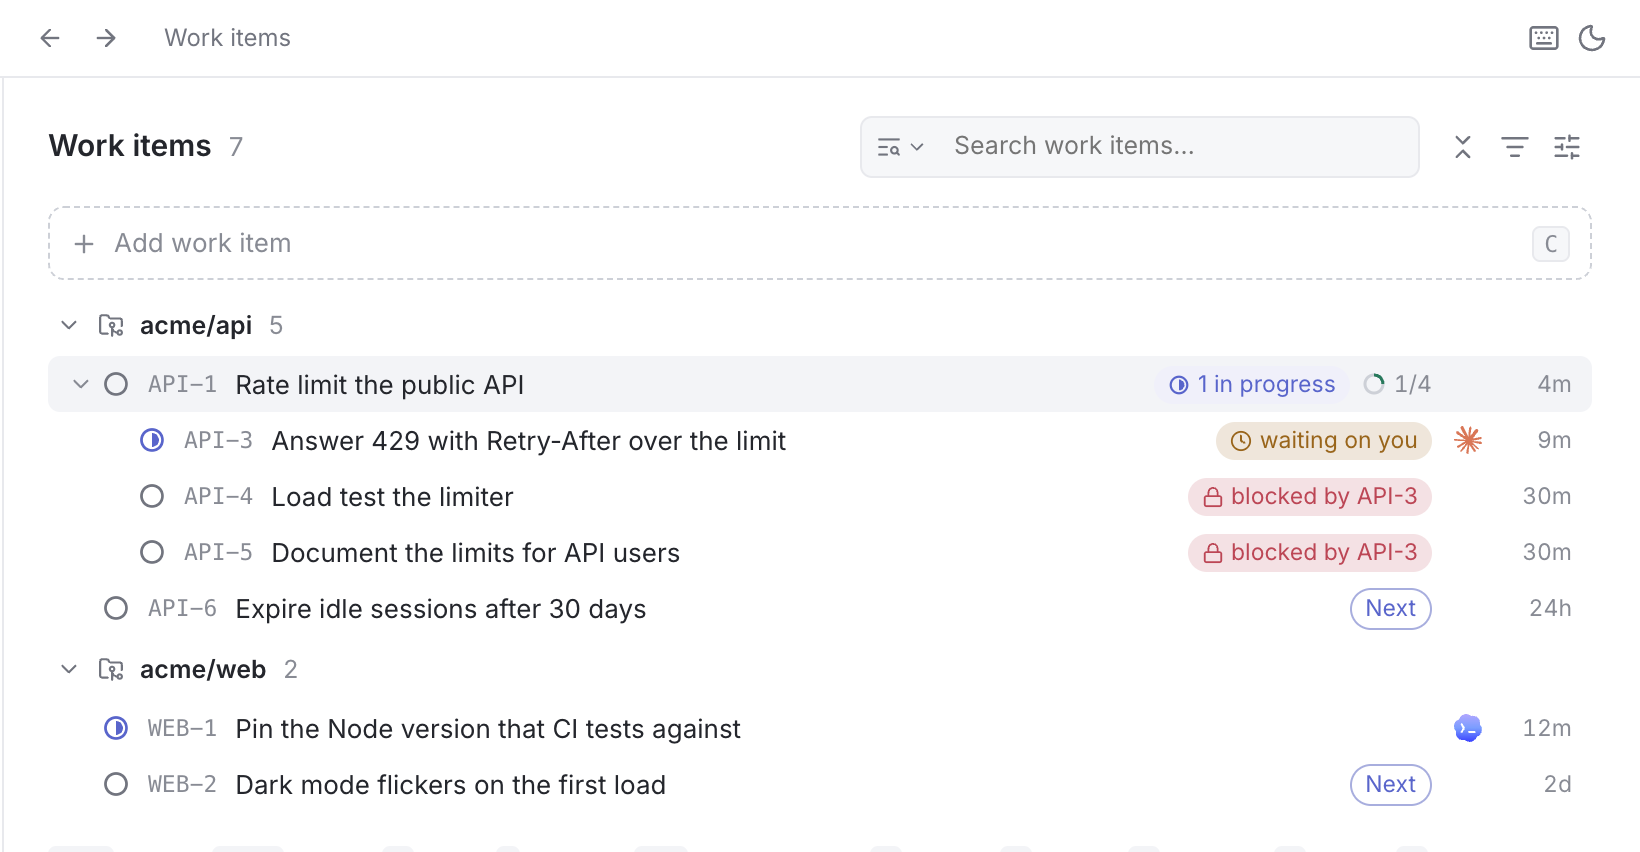 Work items
Work items 7
Search work items...
Add work item C
acme/api 5
API-1 Rate limit the public API 1 in progress 1/4 4m
API-3 Answer 429 with Retry-After over the limit waiting on you 9m
API-4 Load test the limiter blocked by API-3 30m
API-5 Document the limits for API users blocked by API-3 30m
API-6 Expire idle sessions after 30 days Next 24h
acme/web 2
WEB-1 Pin the Node version that CI tests against 12m
WEB-2 Dark mode flickers on the first load Next 2d